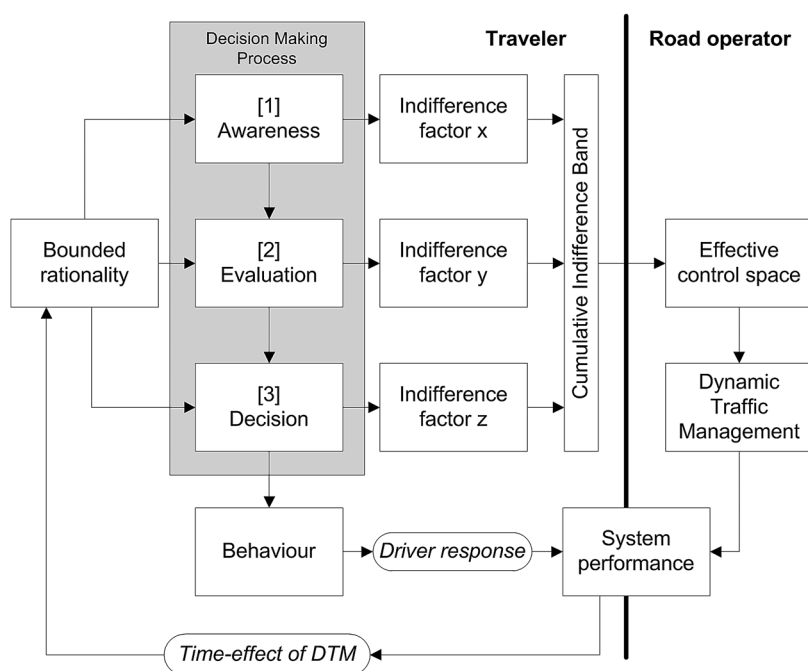 Decision Making
Process
Traveler
Road operator
[1]
Awareness
Indifference
factor x
Bounded
rationality
[2]
Evaluation
Indifference
factor y
Cumulative Indifference Band
Effective
control space
[3]
Decision
Indifference
factor z
Dynamic
Traffic
Management
Behaviour
Driver response
System
performance
Time-effect of DTM